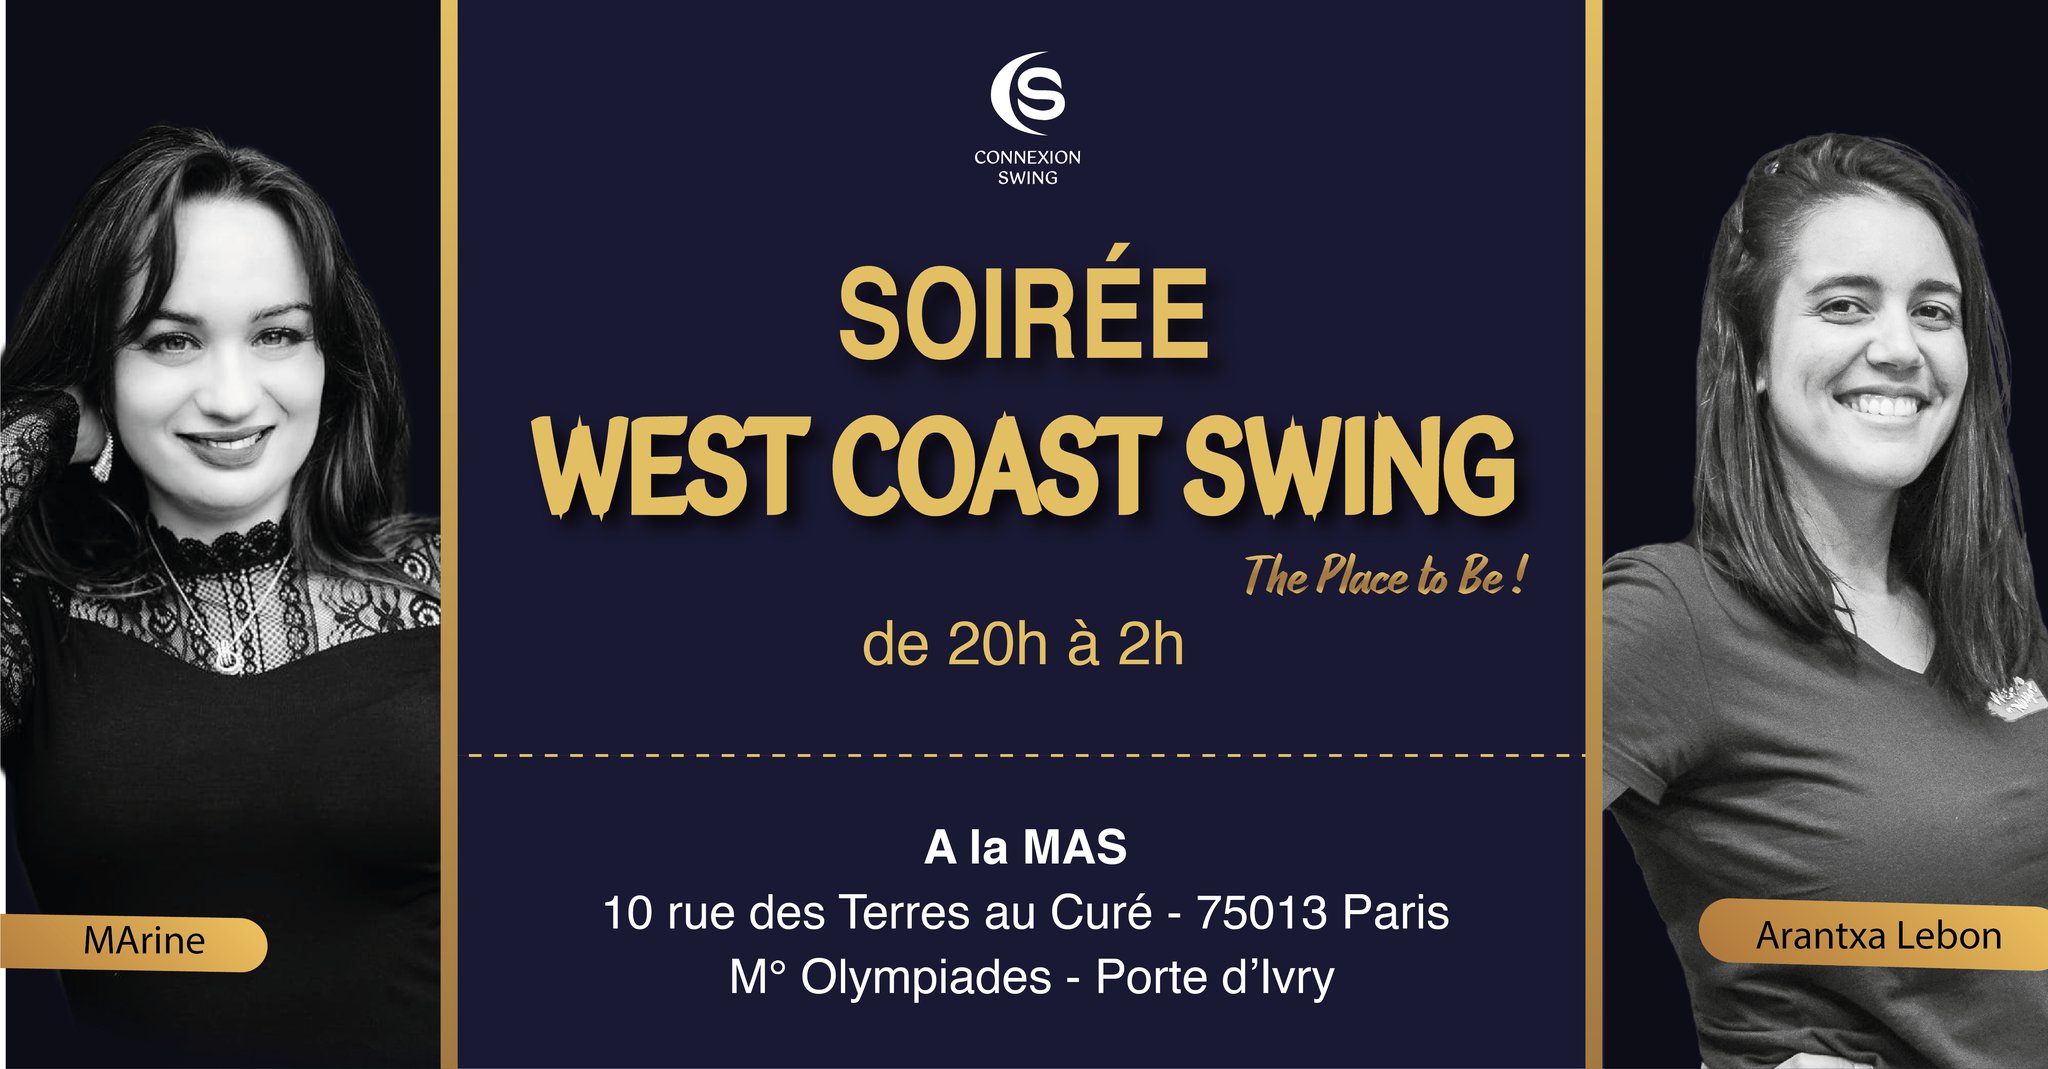 CONNEXION
SWING
SOIRÉE
WEST COAST SWING
The Place to Be !
de 20h à 2h
A la MAS
10 rue des Terres au Curé - 75013 Paris
M° Olympiades - Porte d’Ivry
MArine
Arantxa Lebon